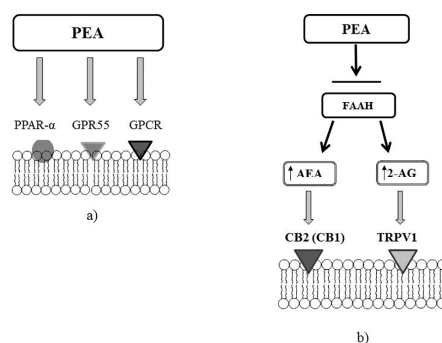 PEA
PPAR-α GPR55 GPCR
a)
PEA
FAAH
↑AEA ↑2-AG
CB2 (CB1) TRPV1
b)